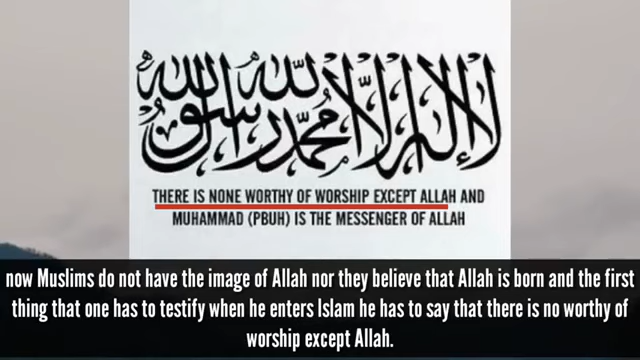 لا إله إلا الله محمد رسول الله
THERE IS NONE WORTHY OF WORSHIP EXCEPT ALLAH AND
MUHAMMAD (PBUH) IS THE MESSENGER OF ALLAH
now Muslims do not have the image of Allah nor they believe that Allah is born and the first
thing that one has to testify when he enters Islam he has to say that there is no worthy of
worship except Allah.